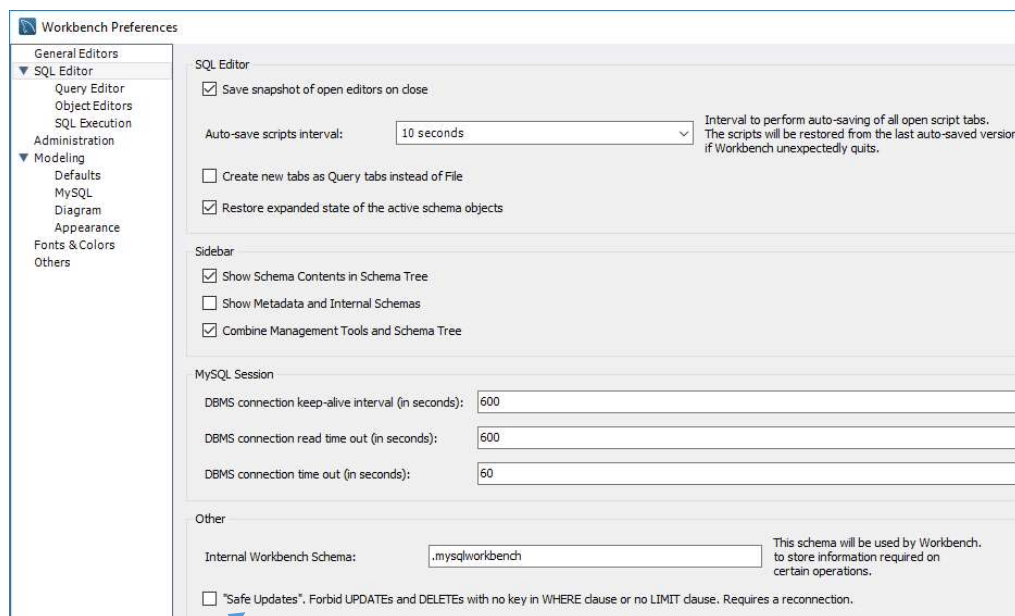 Workbench Preferences
General Editors
SQL Editor
Query Editor
Object Editors
SQL Execution
Administration
Modeling
Defaults
MySQL
Diagram
Appearance
Fonts & Colors
Others
SQL Editor
Save snapshot of open editors on close
Auto-save scripts interval:
10 seconds
Interval to perform auto-saving of all open script tabs.
The scripts will be restored from the last auto-saved version
if Workbench unexpectedly quits.
Create new tabs as Query tabs instead of File
Restore expanded state of the active schema objects
Sidebar
Show Schema Contents in Schema Tree
Show Metadata and Internal Schemas
Combine Management Tools and Schema Tree
MySQL Session
DBMS connection keep-alive interval (in seconds):
600
DBMS connection read time out (in seconds):
600
DBMS connection time out (in seconds):
60
Other
Internal Workbench Schema:
.mysqlworkbench
This schema will be used by Workbench.
to store information required on
certain operations.
"Safe Updates". Forbid UPDATEs and DELETEs with no key in WHERE clause or no LIMIT clause. Requires a reconnection.